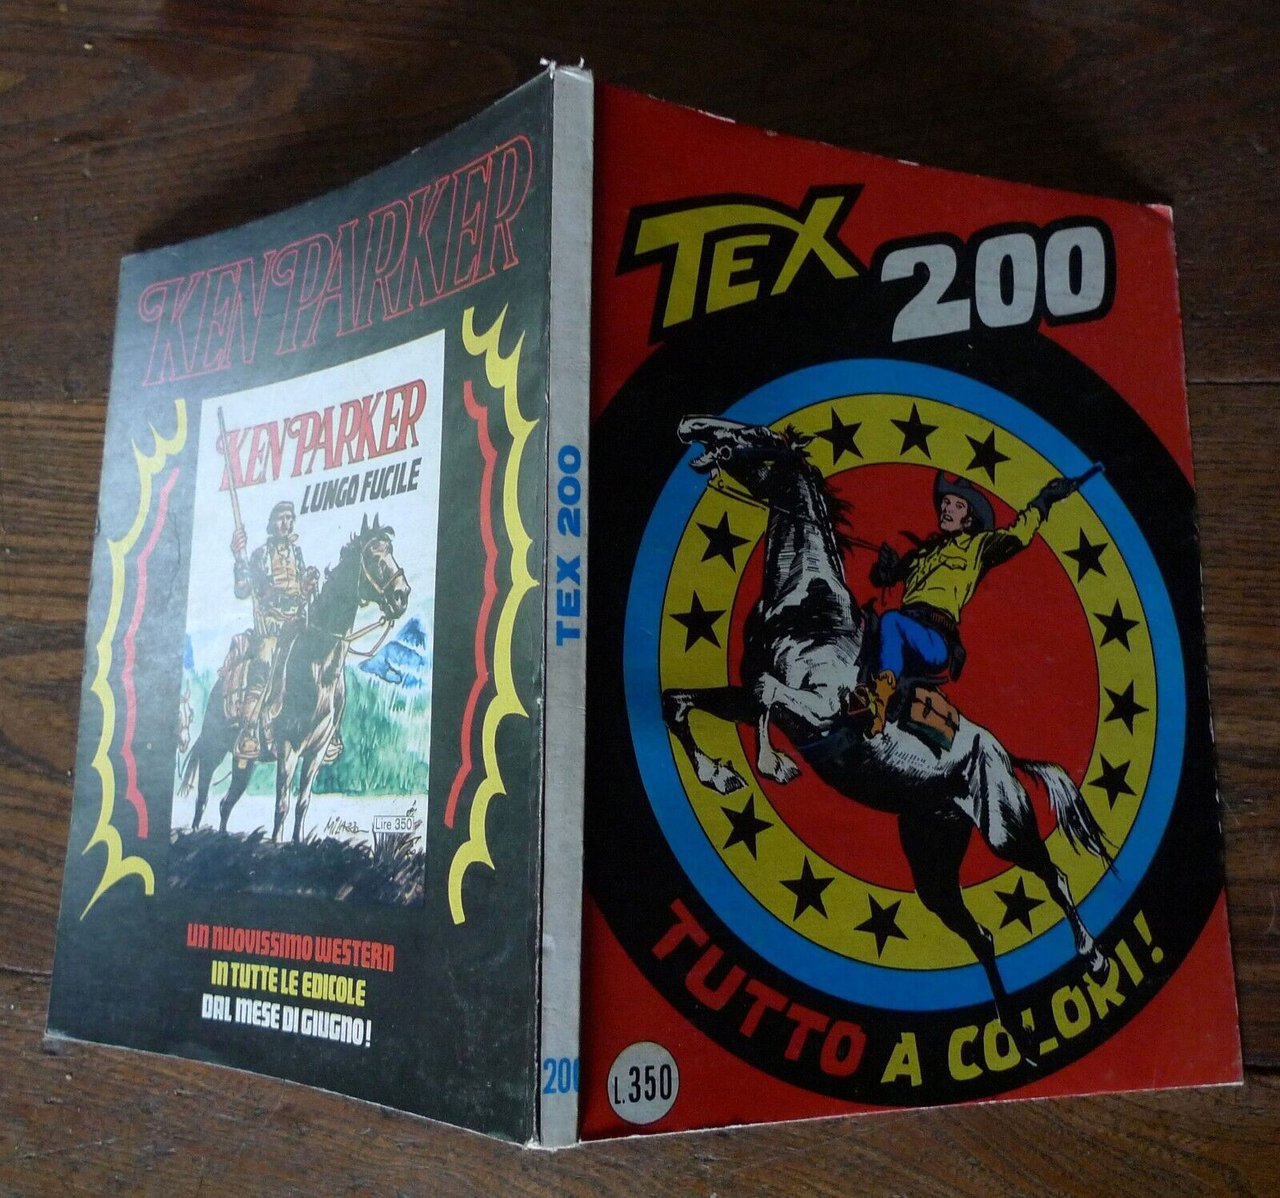 KEN PARKER
KEN PARKER
LUNGO FUCILE
MILAZZO
Lire 350
UN NUOVISSIMO WESTERN
IN TUTTE LE EDICOLE
DAL MESE DI GIUGNO!
TEX 200
200
TEX 200
TUTTO A COLORI!
L.350